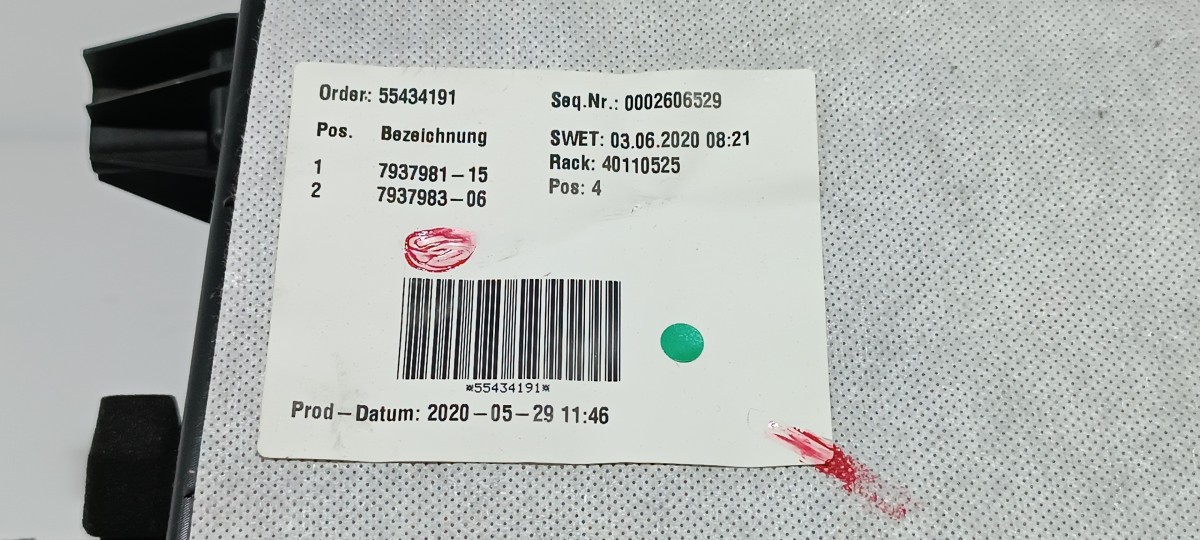 Order: 55434191
Seq.Nr.: 0002606529
Pos. Bezeichnung
SWET: 03.06.2020 08:21
1 7937981-15
Rack: 40110525
2 7937983-06
Pos: 4
*55434191*
Prod-Datum: 2020-05-29 11:46